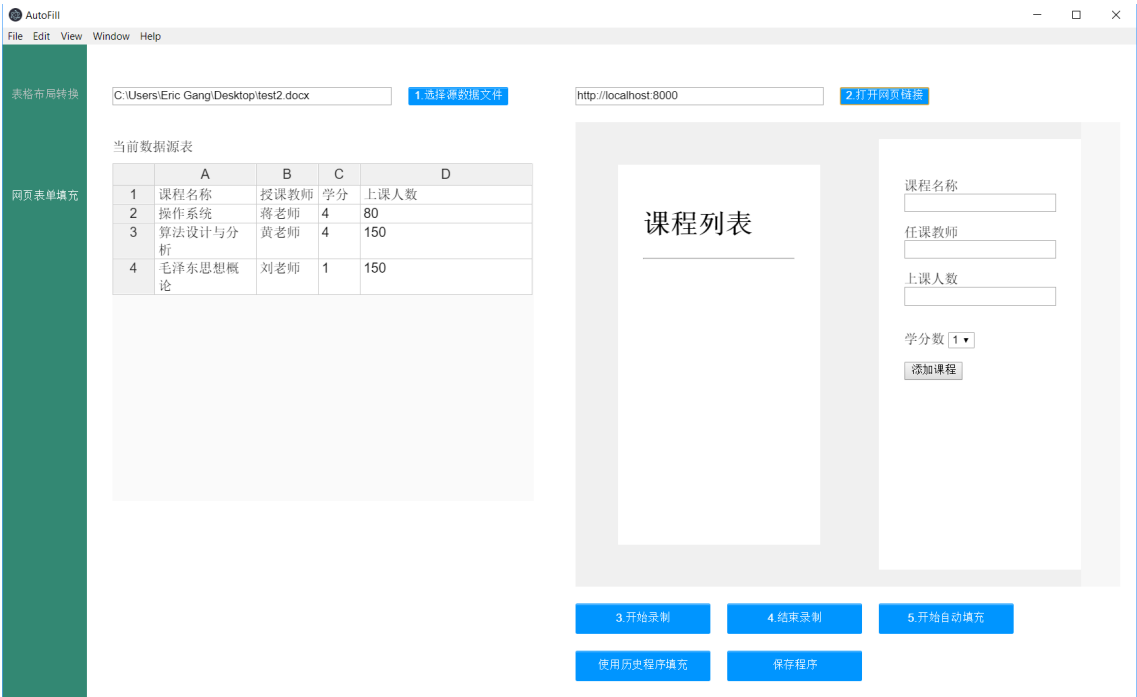 AutoFill
File Edit View Window Help
表格布局转换
网页表单填充
C:\Users\Eric Gang\Desktop\test2.docx
1.选择源数据文件
当前数据源表
A B C D
1 课程名称 授课教师 学分 上课人数
2 操作系统 蒋老师 4 80
3 算法设计与分 黄老师 4 150
析
4 毛泽东思想概 刘老师 1 150
论
http://localhost:8000
2.打开网页链接
课程列表
课程名称
任课教师
上课人数
学分数 1
添加课程
3.开始录制 4.结束录制 5.开始自动填充
使用历史程序填充 保存程序